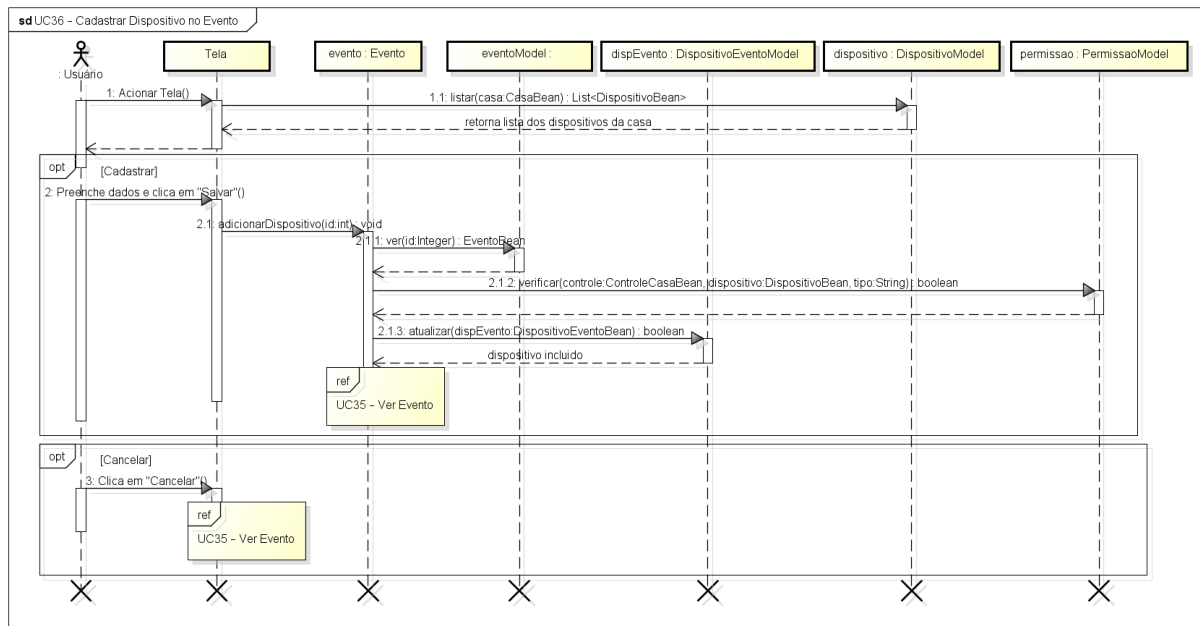 sd UC36 - Cadastrar Dispositivo no Evento
: Usuário
Tela
evento : Evento
eventoModel :
dispEvento : DispositivoEventoModel
dispositivo : DispositivoModel
permissao : PermissaoModel
1: Acionar Tela()
1.1: listar(casa:CasaBean) : List<DispositivoBean>
retorna lista dos dispositivos da casa
opt
[Cadastrar]
2: Preenche dados e clica em "Salvar"()
2.1: adicionarDispositivo(id:int) : void
2.1.1: ver(id:Integer) : EventoBean
2.1.2: verificar(controle:ControleCasaBean, dispositivo:DispositivoBean, tipo:String) : boolean
2.1.3: atualizar(dispEvento:DispositivoEventoBean) : boolean
dispositivo incluido
ref
UC35 - Ver Evento
opt
[Cancelar]
3: Clica em "Cancelar"()
ref
UC35 - Ver Evento